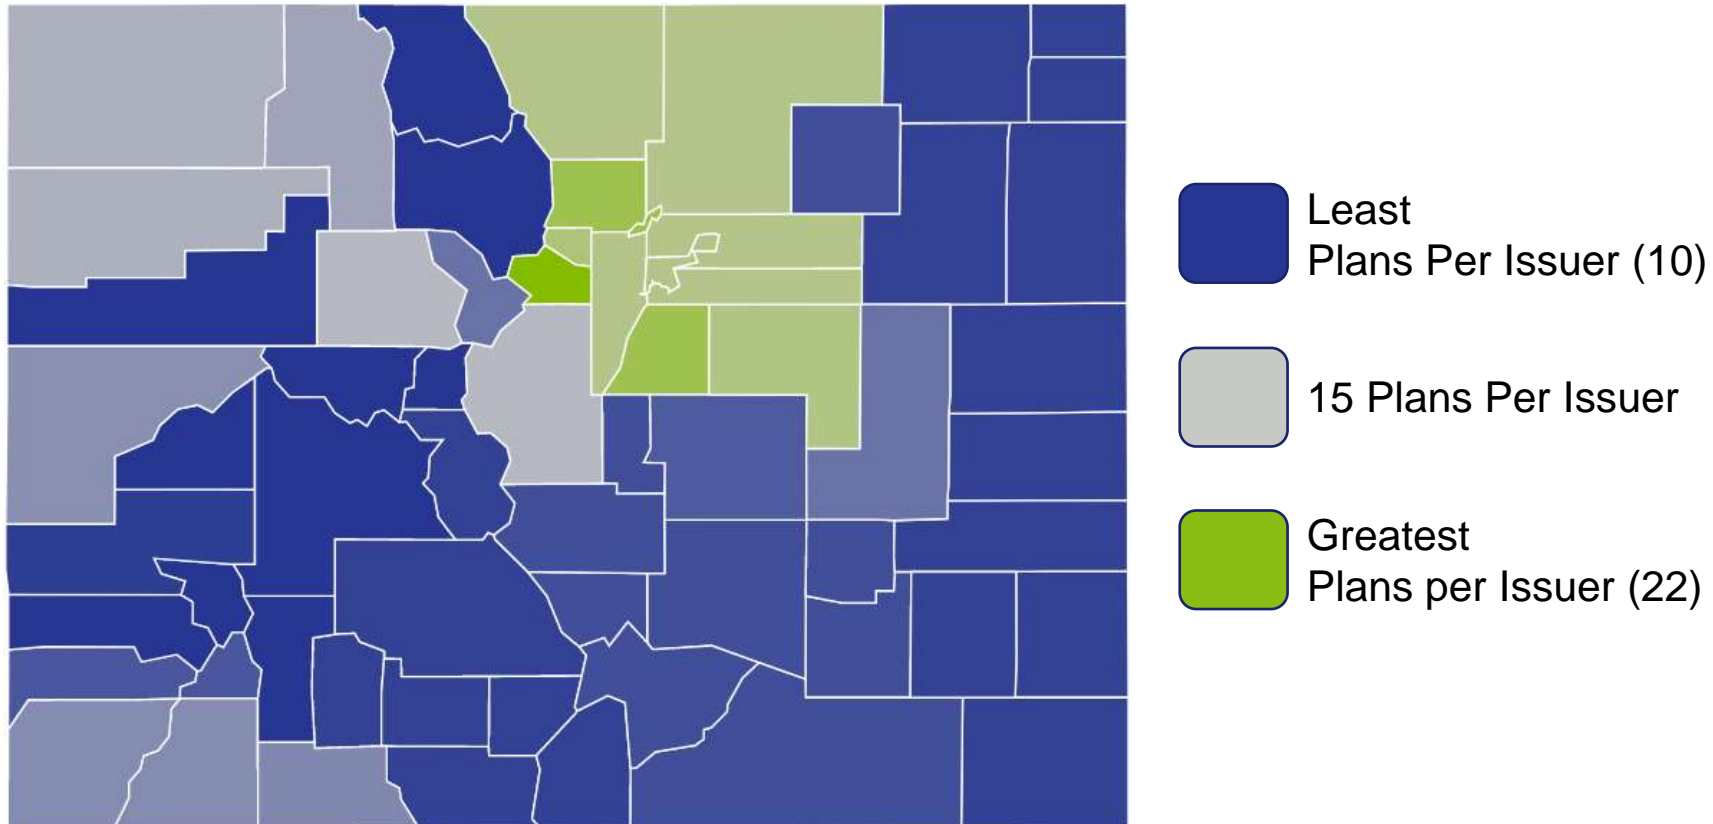 Least
Plans Per Issuer (10)
15 Plans Per Issuer
Greatest
Plans per Issuer (22)